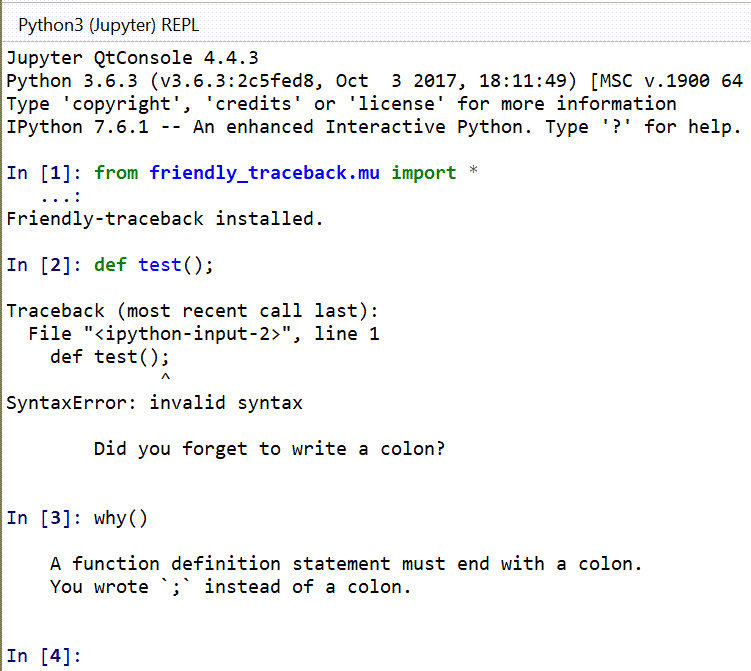 Python3 (Jupyter) REPL
Jupyter QtConsole 4.4.3
Python 3.6.3 (v3.6.3:2c5fed8, Oct  3 2017, 18:11:49) [MSC v.1900 64
Type 'copyright', 'credits' or 'license' for more information
IPython 7.6.1 -- An enhanced Interactive Python. Type '?' for help.
In [1]: from friendly_traceback.mu import *
   ...:
Friendly-traceback installed.
In [2]: def test();
Traceback (most recent call last):
  File "<ipython-input-2>", line 1
    def test();
              ^
SyntaxError: invalid syntax
        Did you forget to write a colon?
In [3]: why()
    A function definition statement must end with a colon.
    You wrote `;` instead of a colon.
In [4]: